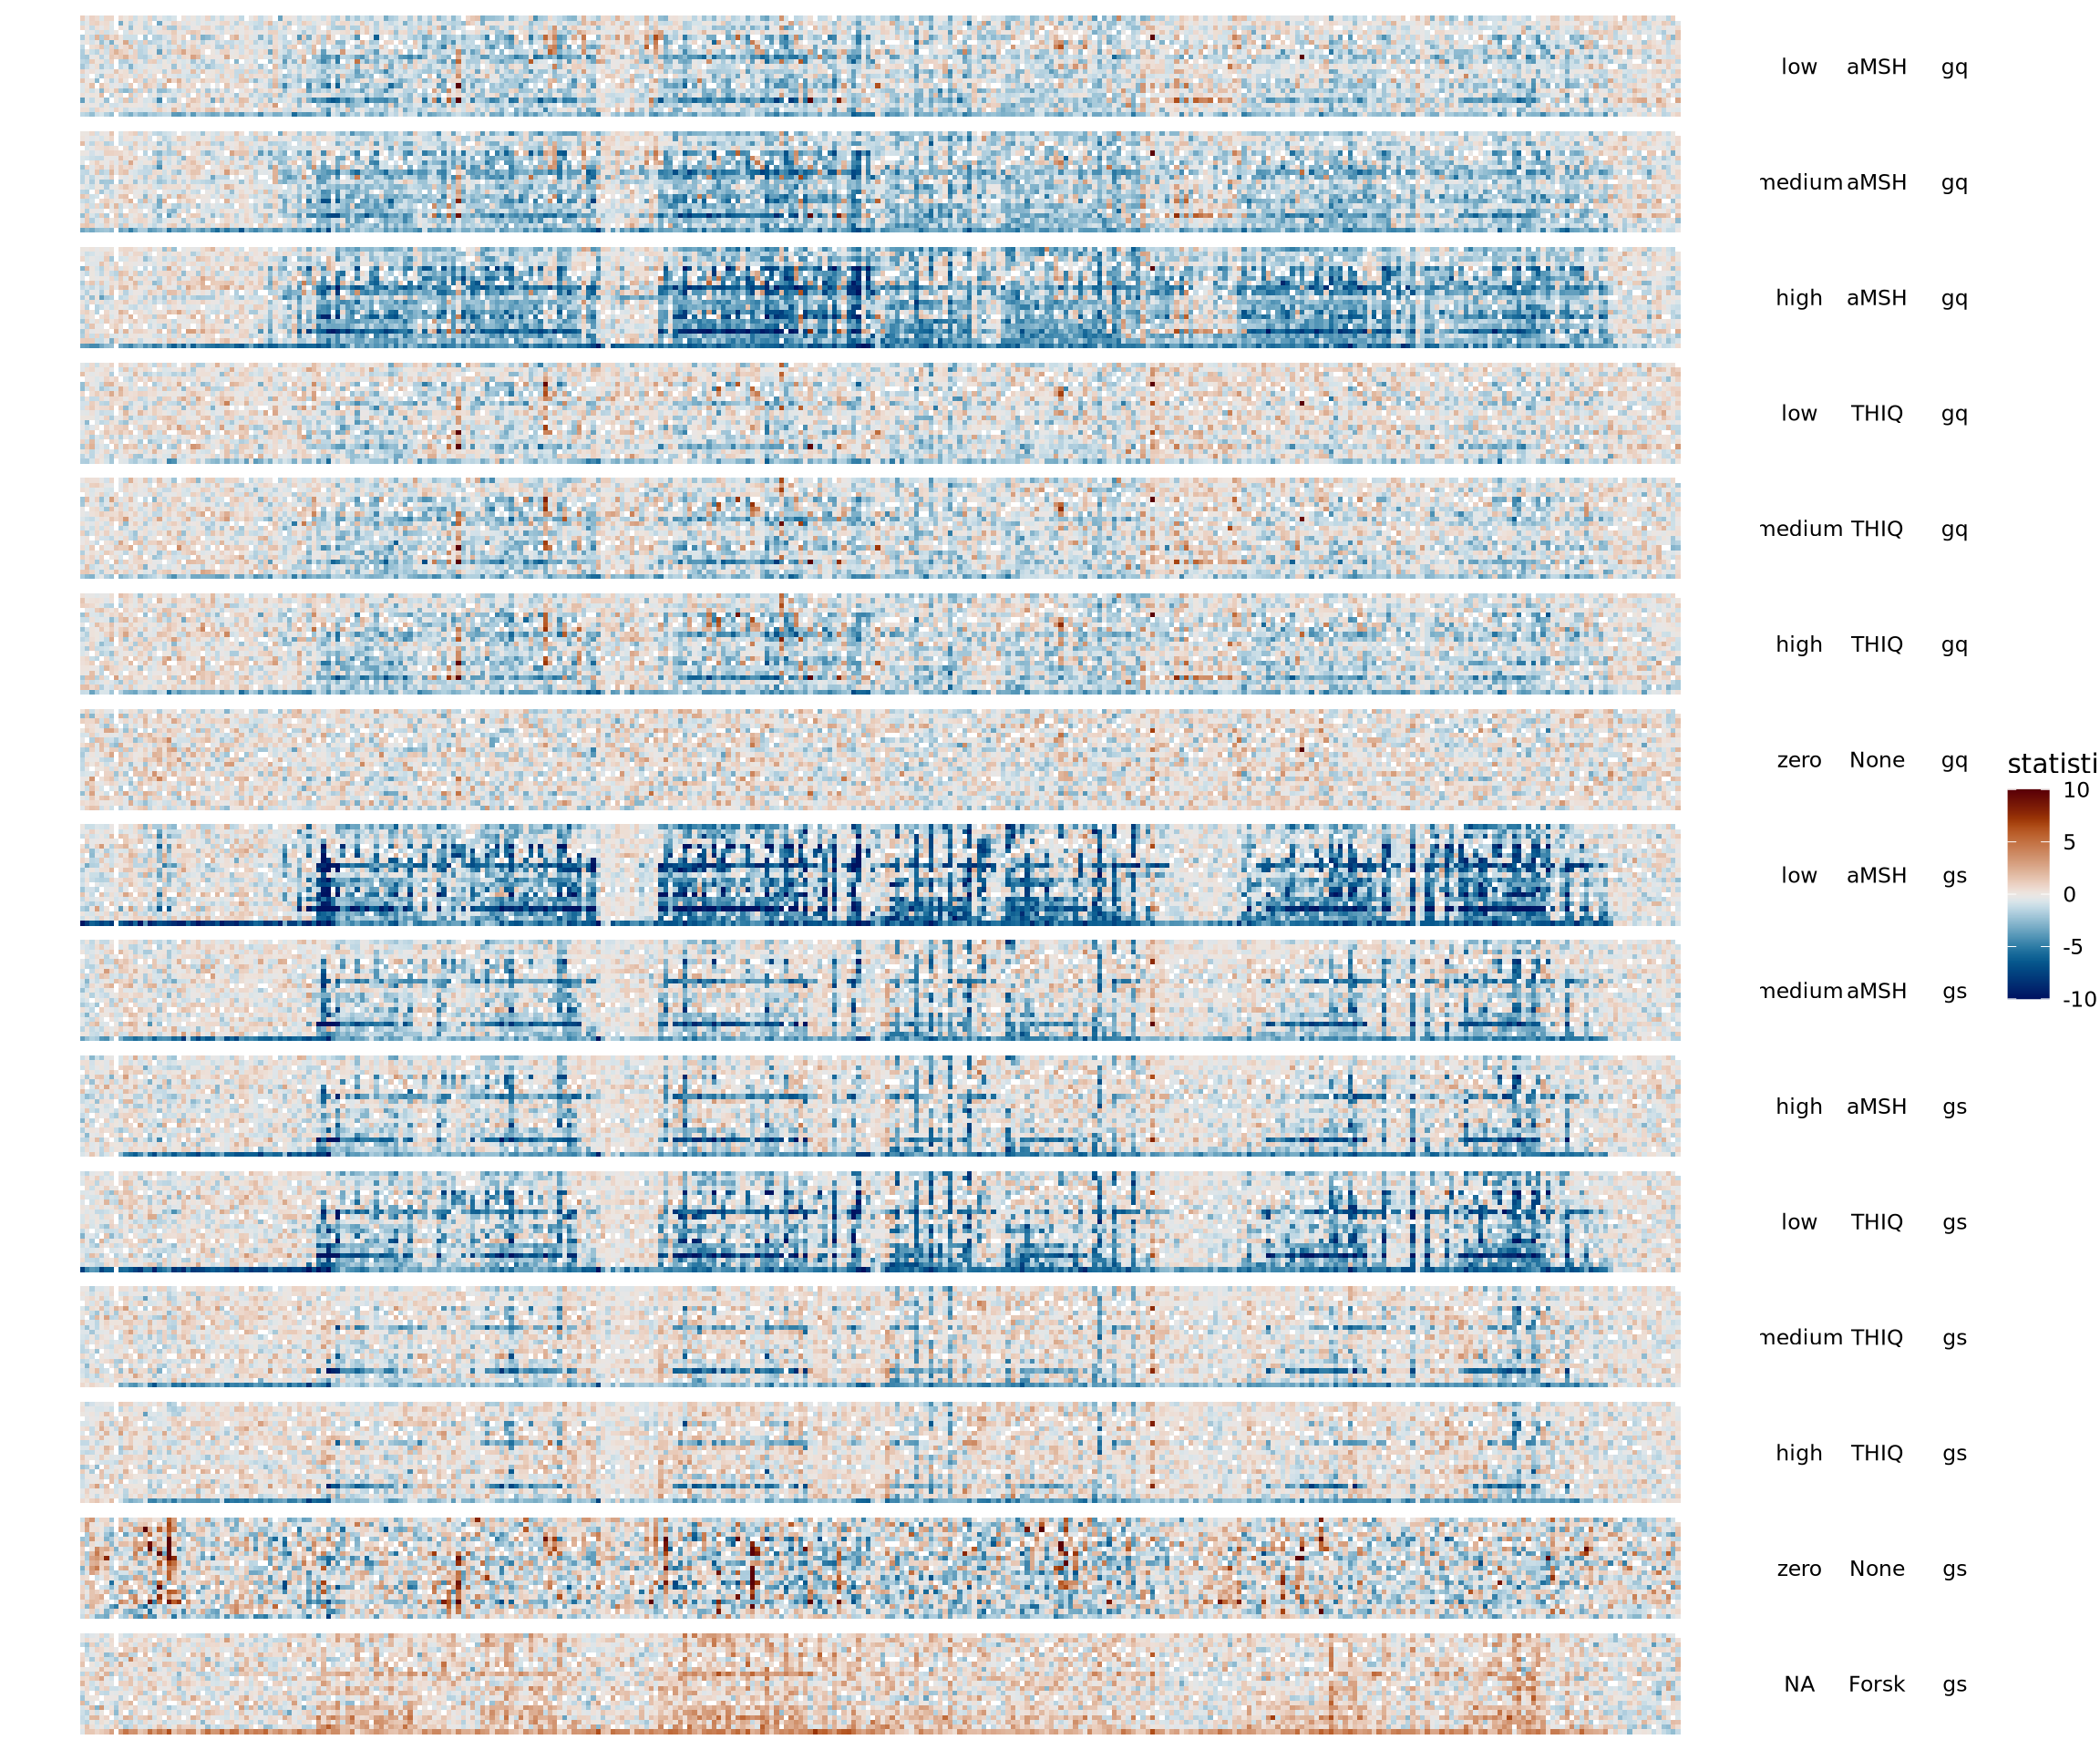 low aMSH gq
medium aMSH gq
high aMSH gq
low THIQ gq
medium THIQ gq
high THIQ gq
zero None gq
statisti
10
5
0
-5
-10
low aMSH gs
medium aMSH gs
high aMSH gs
low THIQ gs
medium THIQ gs
high THIQ gs
zero None gs
NA Forsk gs